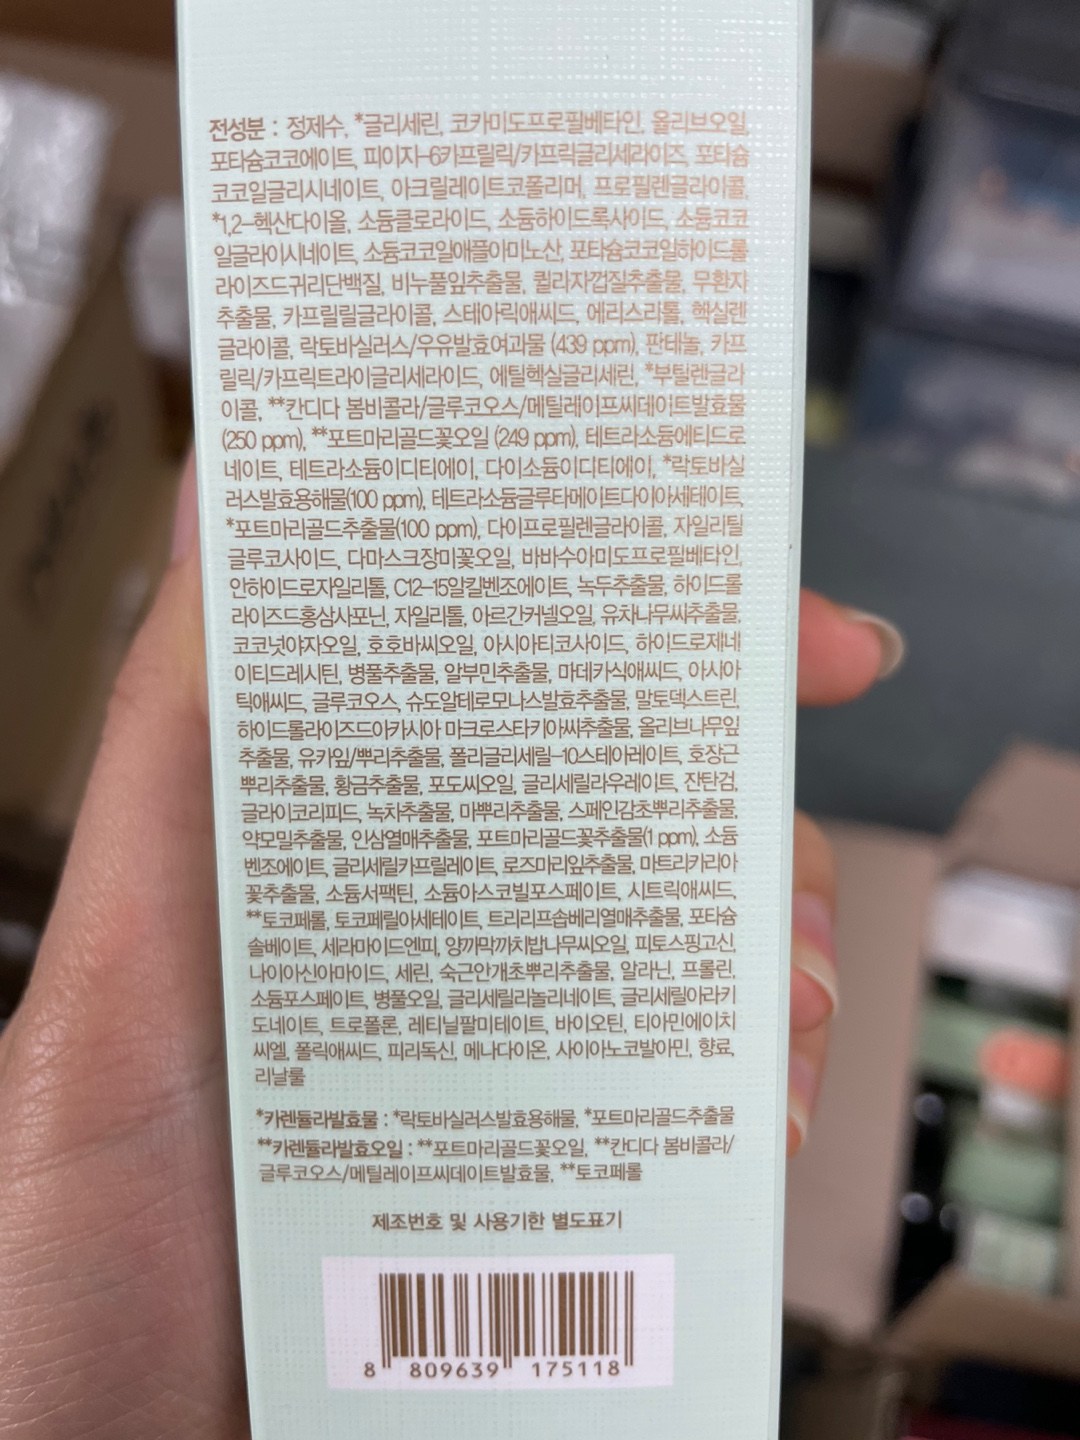 전성분 : 정제수, *글리세린, 코카미도프로필베타인, 올리브오일,
포타슘코코에이트, 피이지-6카프릴릭/카프릭글리세라이즈, 포타슘
코코일글리시네이트, 아크릴레이트코폴리머, 프로필렌글라이콜,
*1,2-헥산다이올, 소듐클로라이드, 소듐하이드록사이드, 소듐코코
일글라이시네이트, 소듐코코일애플아미노산, 포타슘코코일하이드롤
라이즈드귀리단백질, 비누풀잎추출물, 퀼라자껍질추출물, 무환자
추출물, 카프릴릴글라이콜, 스테아릭애씨드, 에리스리톨, 헥실렌
글라이콜, 락토바실러스/우유발효여과물 (439 ppm), 판테놀, 카프
릴릭/카프릭트라이글리세라이드, 에틸헥실글리세린, *부틸렌글라
이콜, **칸디다 봄비콜라/글루코오스/메틸레이프씨데이트발효물
(250 ppm), **포트마리골드꽃오일 (249 ppm), 테트라소듐에티드로
네이트, 테트라소듐이디티에이, 다이소듐이디티에이, *락토바실
러스발효용해물(100 ppm), 테트라소듐글루타메이트다이아세테이트,
*포트마리골드추출물(100 ppm), 다이프로필렌글라이콜, 자일리틸
글루코사이드, 다마스크장미꽃오일, 바바수아미도프로필베타인,
안하이드로자일리톨, C12-15알킬벤조에이트, 녹두추출물, 하이드롤
라이즈드홍삼사포닌, 자일리톨, 아르간커넬오일, 유차나무씨추출물,
코코넛야자오일, 호호바씨오일, 아시아티코사이드, 하이드로제네
이티드레시틴, 병풀추출물, 알부민추출물, 마데카식애씨드, 아시아
틱애씨드, 글루코오스, 슈도알테로모나스발효추출물, 말토덱스트린,
하이드롤라이즈드아카시아 마크로스타키아씨추출물, 올리브나무잎
추출물, 유카잎/뿌리추출물, 폴리글리세릴-10스테아레이트, 호장근
뿌리추출물, 황금추출물, 포도씨오일, 글리세릴라우레이트, 잔탄검,
글라이코리피드, 녹차추출물, 마뿌리추출물, 스페인감초뿌리추출물,
약모밀추출물, 인삼열매추출물, 포트마리골드꽃추출물(1 ppm), 소듐
벤조에이트, 글리세릴카프릴레이트, 로즈마리잎추출물, 마트리카리아
꽃추출물, 소듐서팩틴, 소듐아스코빌포스페이트, 시트릭애씨드,
**토코페롤, 토코페릴아세테이트, 트리리프솝베리열매추출물, 포타슘
솔베이트, 세라마이드엔피, 양까막까치밥나무씨오일, 피토스핑고신,
나이아신아마이드, 세린, 숙근안개초뿌리추출물, 알라닌, 프롤린,
소듐포스페이트, 병풀오일, 글리세릴리놀리네이트, 글리세릴아라키
도네이트, 트로폴론, 레티닐팔미테이트, 바이오틴, 티아민에이치
씨엘, 폴릭애씨드, 피리독신, 메나다이온, 사이아노코발아민, 향료,
리날룰
*카렌듈라발효물 : *락토바실러스발효용해물, *포트마리골드추출물
**카렌듈라발효오일 : **포트마리골드꽃오일, **칸디다 봄비콜라/
글루코오스/메틸레이프씨데이트발효물, **토코페롤
제조번호 및 사용기한 별도표기
8 809639 175118